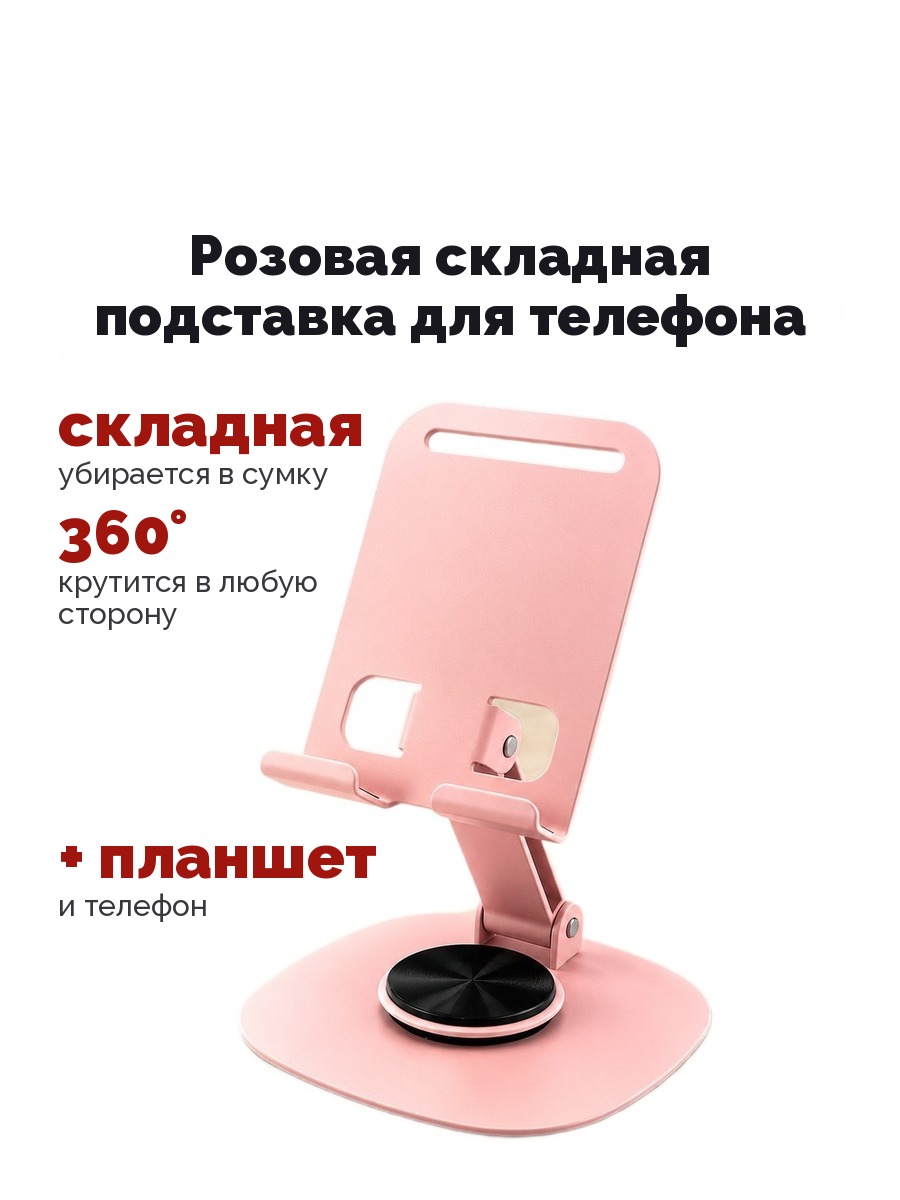 Розовая складная
подставка для телефона
складная
убирается в сумку
360°
крутится в любую
сторону
+ планшет
и телефон